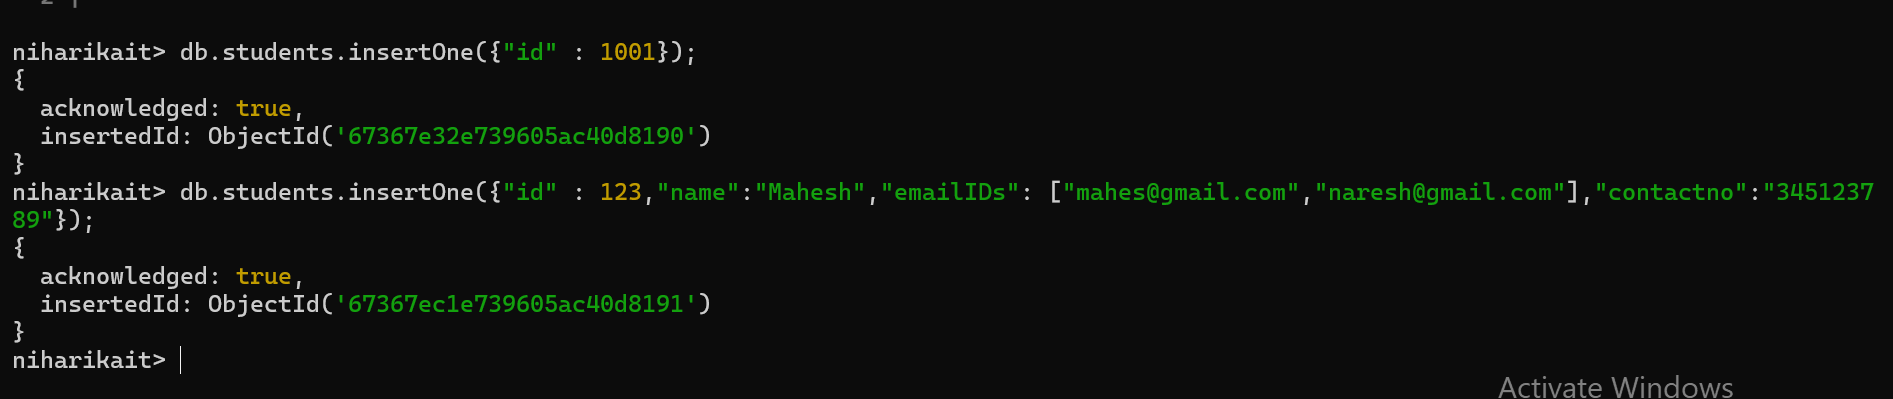 niharikait> db.students.insertOne({"id" : 1001});
{
  acknowledged: true,
  insertedId: ObjectId('67367e32e739605ac40d8190')
}
niharikait> db.students.insertOne({"id" : 123,"name":"Mahesh","emailIDs": ["mahes@gmail.com","naresh@gmail.com"],"contactno":"3451237
89"});
{
  acknowledged: true,
  insertedId: ObjectId('67367ec1e739605ac40d8191')
}
niharikait>
Activate Windows